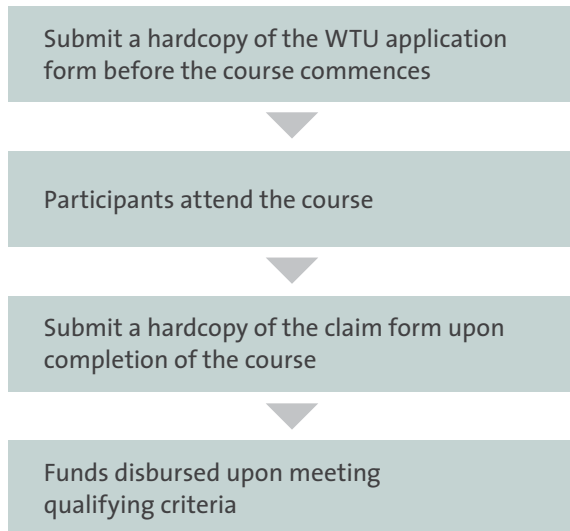 Submit a hardcopy of the WTU application
form before the course commences
Participants attend the course
Submit a hardcopy of the claim form upon
completion of the course
Funds disbursed upon meeting
qualifying criteria